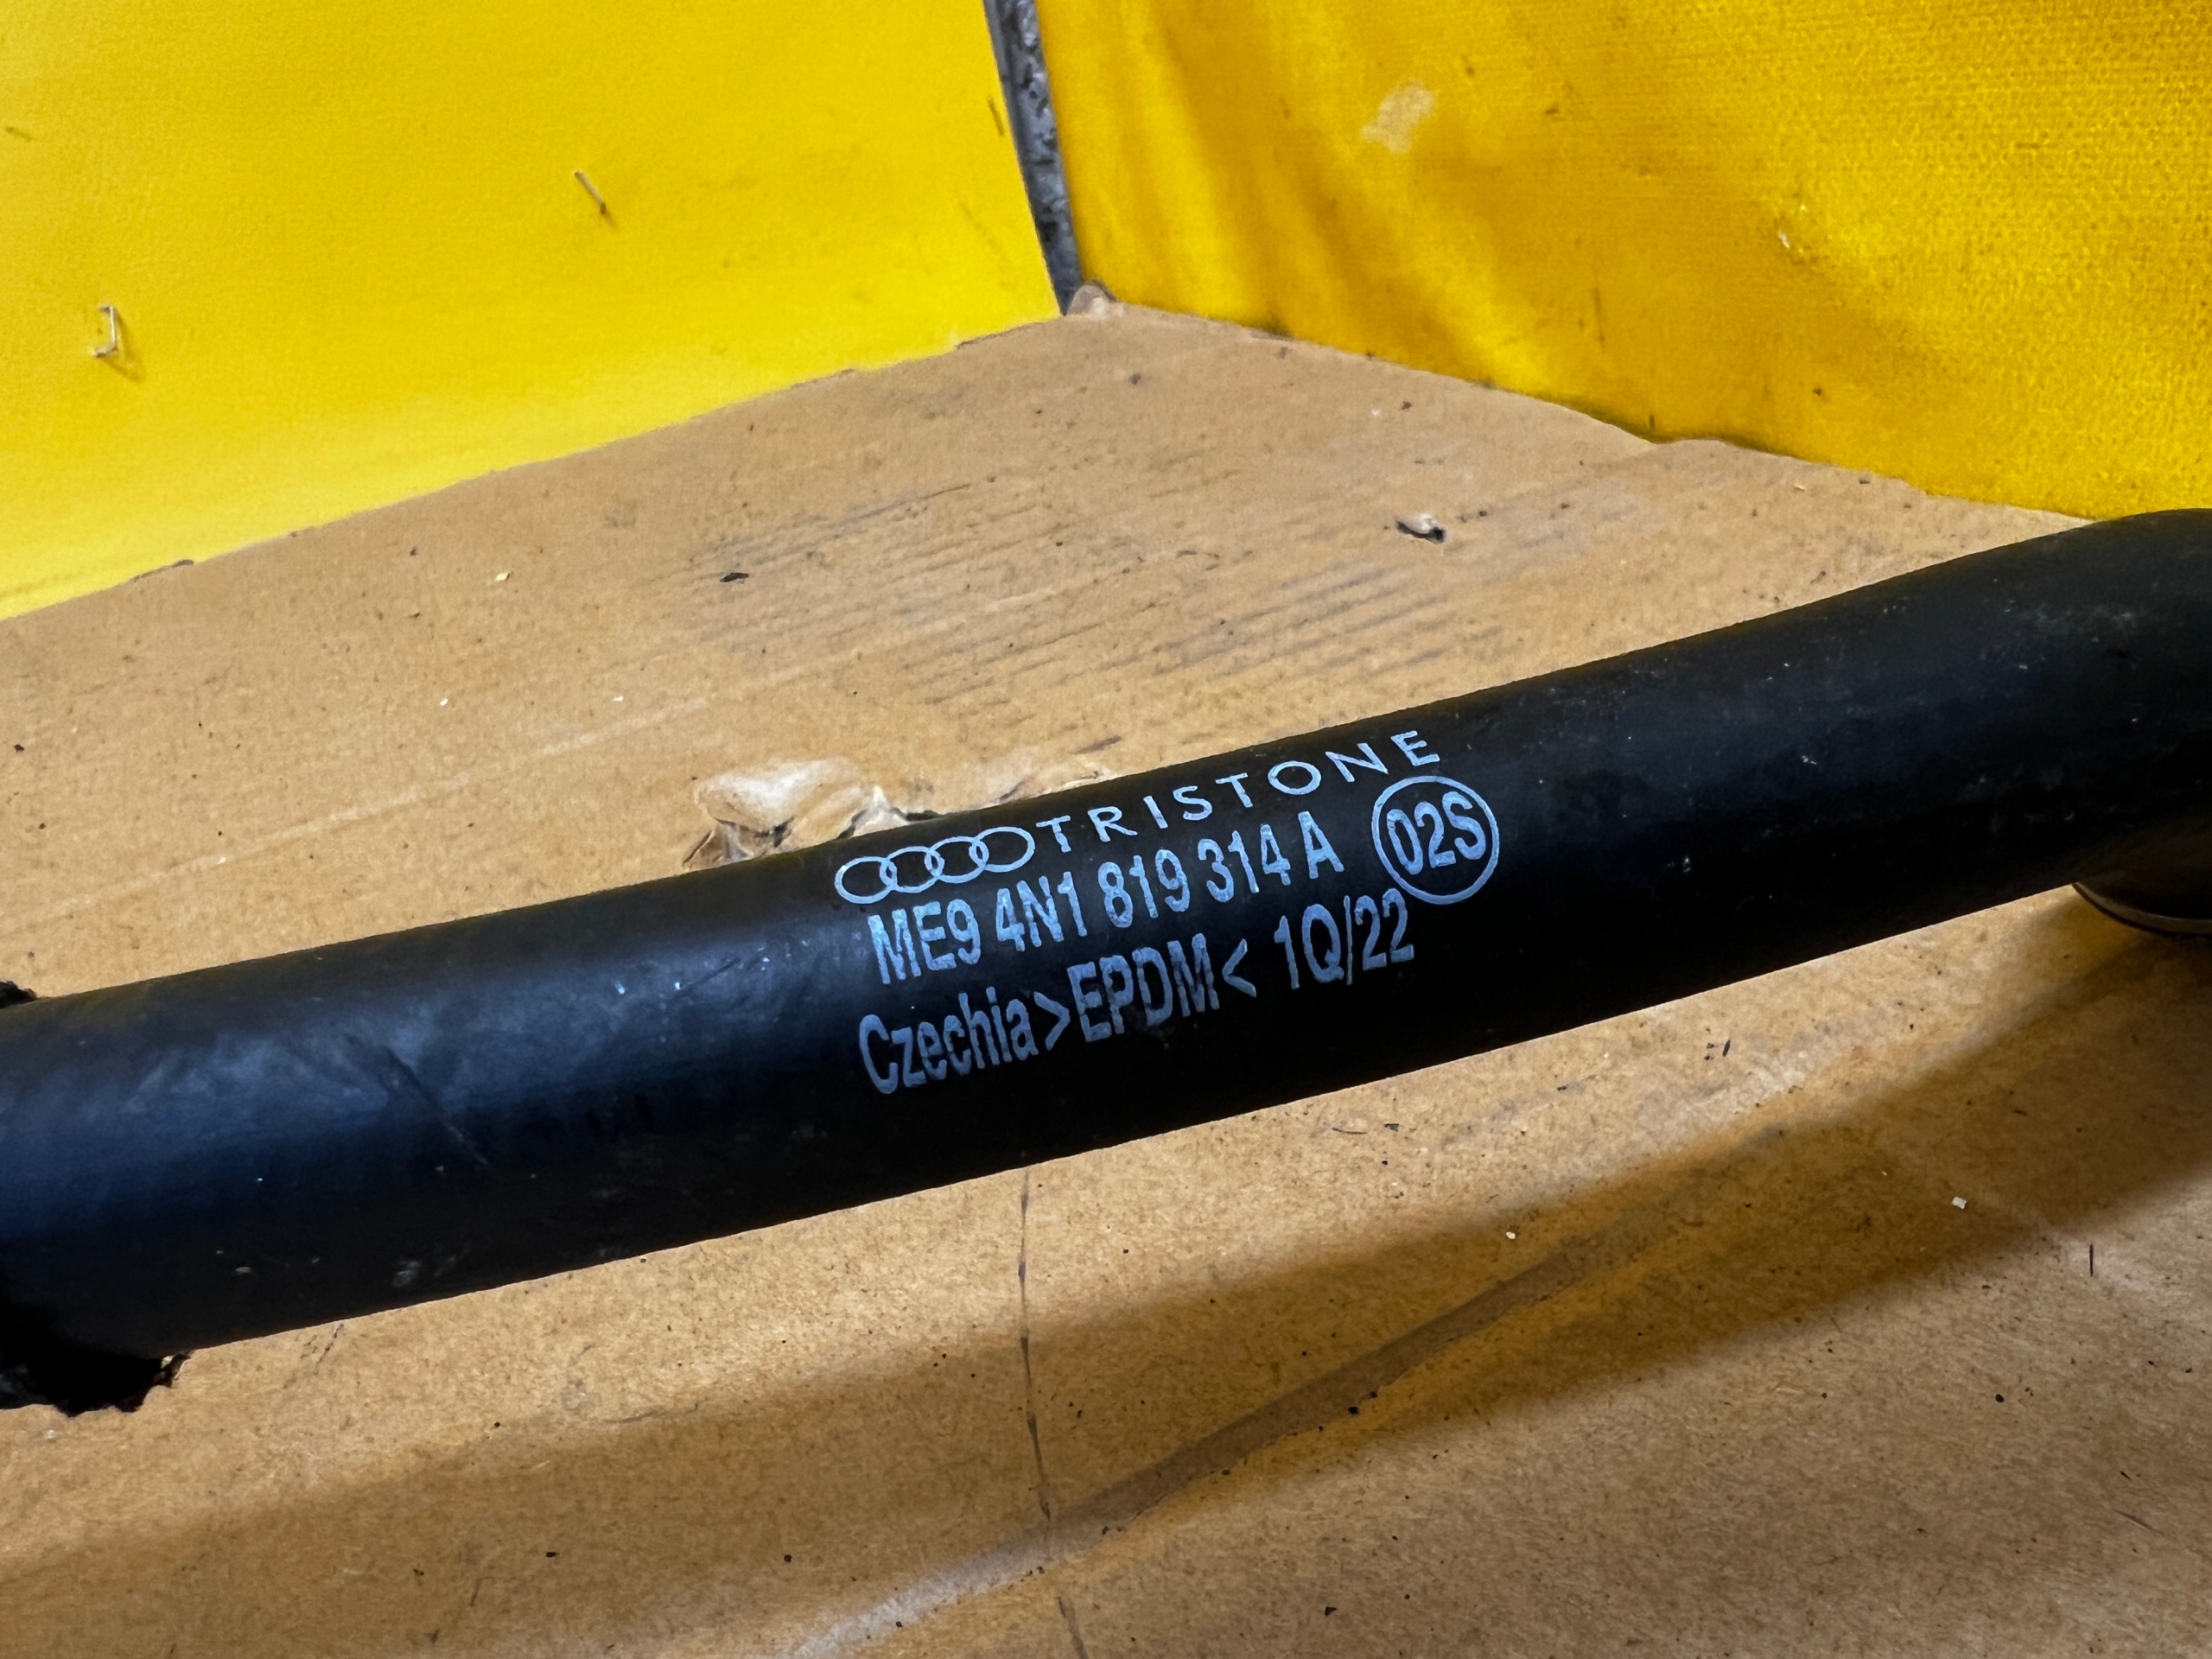 TRISTONE
ME9 4N1 819 314 A 02S
Czechia>EPDM< 1Q/22